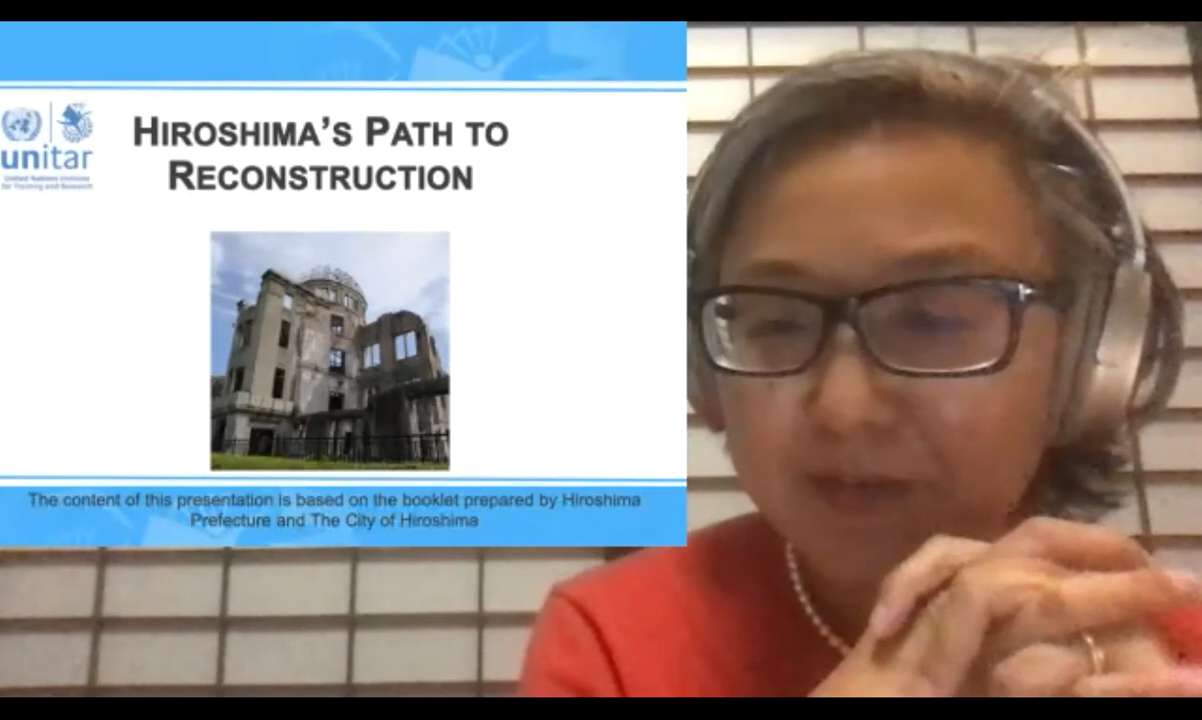 HIROSHIMA'S PATH TO
RECONSTRUCTION
unitar
United Nations Institute
for Training and Research
The content of this presentation is based on the booklet prepared by Hiroshima
Prefecture and The City of Hiroshima